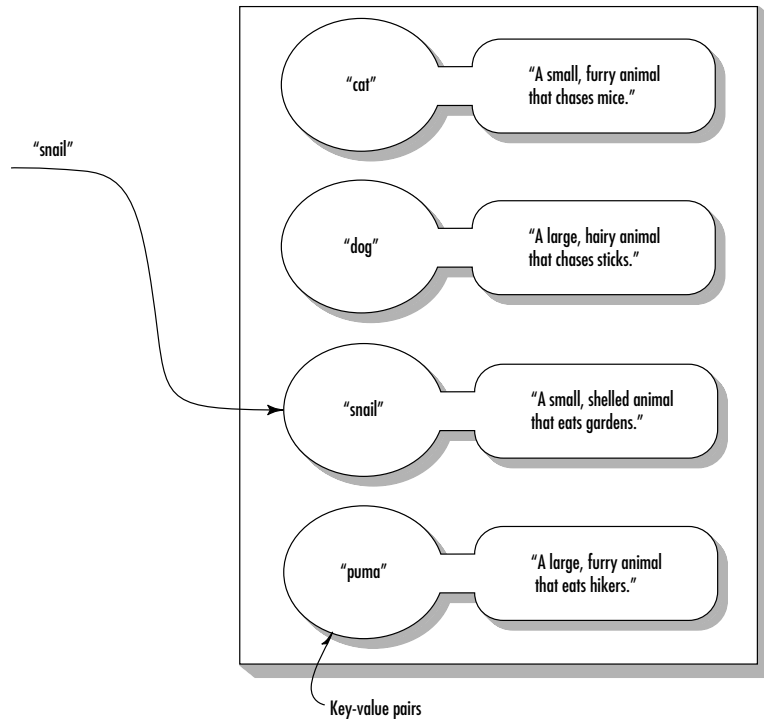 “cat”
“A small, furry animal
that chases mice.”
“snail”
“dog”
“A large, hairy animal
that chases sticks.”
“snail”
“A small, shelled animal
that eats gardens.”
“puma”
“A large, furry animal
that eats hikers.”
Key-value pairs